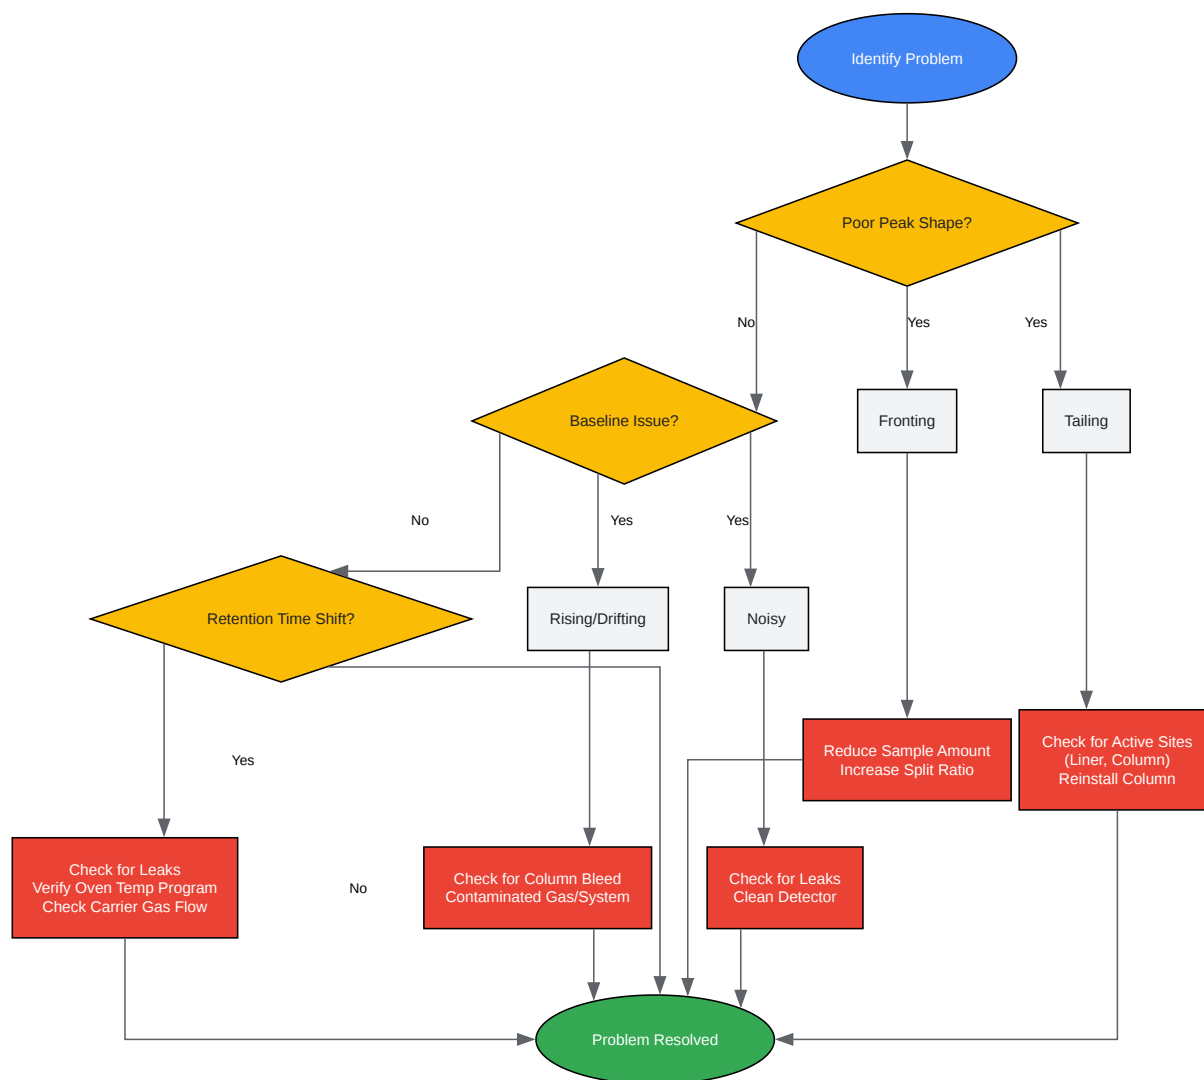 Identify Problem
Poor Peak Shape?
No
Yes
Yes
Baseline Issue?
Fronting
Tailing
No
Yes
Yes
Retention Time Shift?
Rising/Drifting
Noisy
Reduce Sample Amount
Increase Split Ratio
Check for Active Sites
(Liner, Column)
Reinstall Column
Yes
Check for Leaks
Verify Oven Temp Program
Check Carrier Gas Flow
No
Check for Column Bleed
Contaminated Gas/System
Check for Leaks
Clean Detector
Problem Resolved